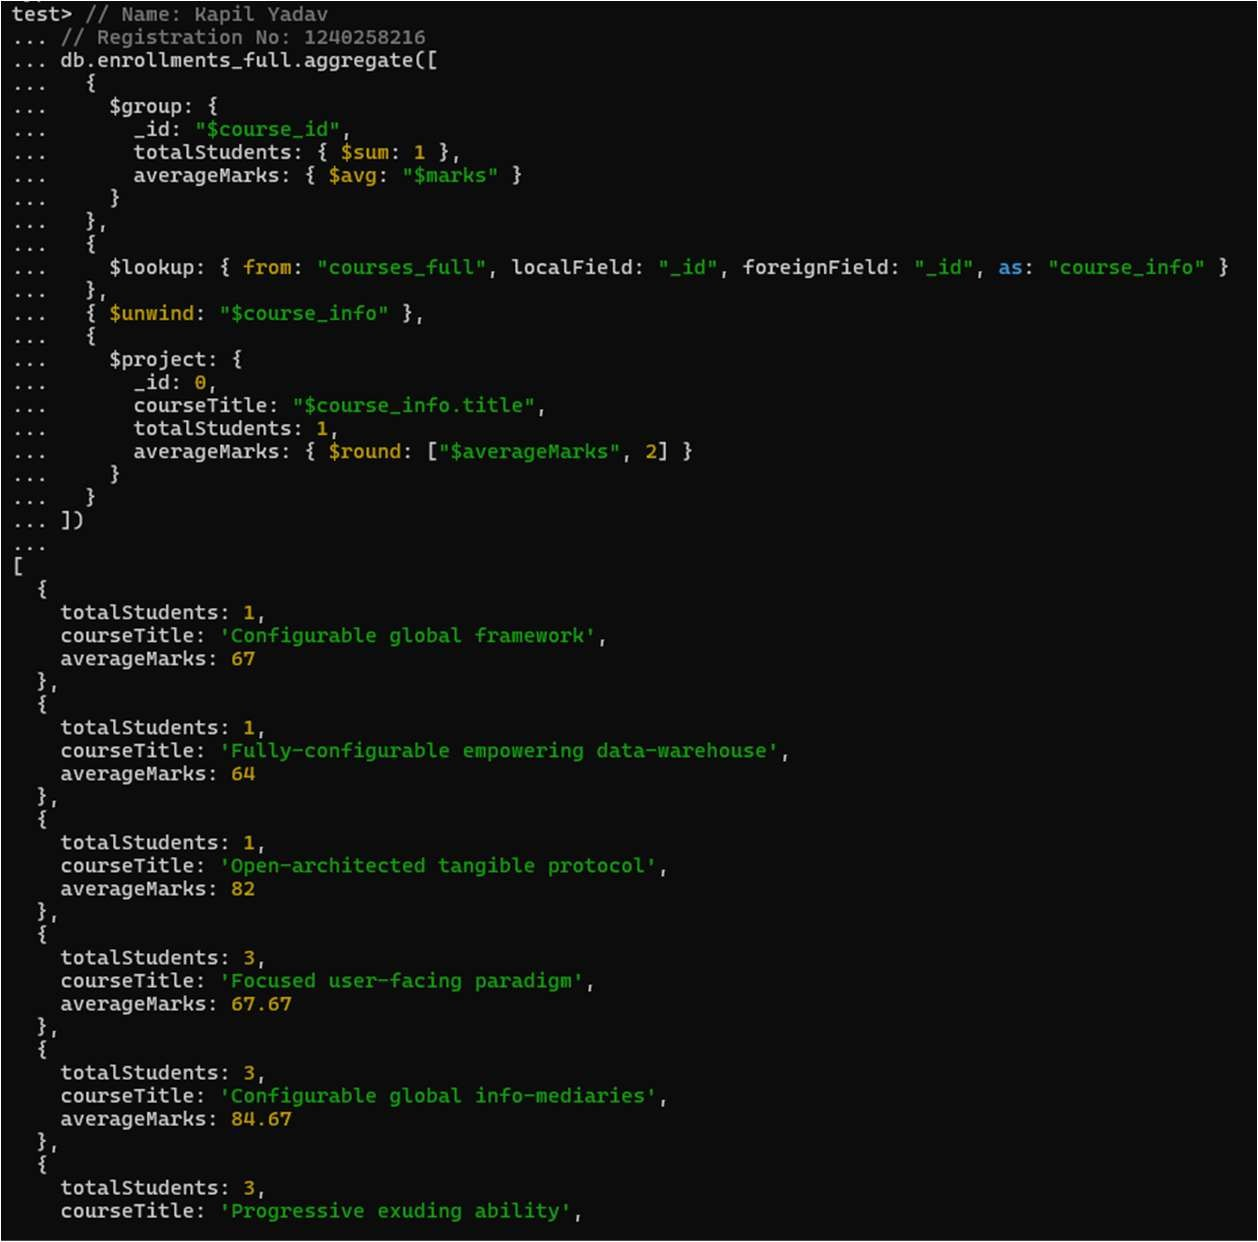 test> // Name: Kapil Yadav
... // Registration No: 1240258216
... db.enrollments_full.aggregate([
...   {
...     $group: {
...       _id: "$course_id",
...       totalStudents: { $sum: 1 },
...       averageMarks: { $avg: "$marks" }
...     }
...   },
...   {
...     $lookup: { from: "courses_full", localField: "_id", foreignField: "_id", as: "course_info" }
...   },
...   { $unwind: "$course_info" },
...   {
...     $project: {
...       _id: 0,
...       courseTitle: "$course_info.title",
...       totalStudents: 1,
...       averageMarks: { $round: ["$averageMarks", 2] }
...     }
...   }
... ])
...
[
  {
    totalStudents: 1,
    courseTitle: 'Configurable global framework',
    averageMarks: 67
  },
  {
    totalStudents: 1,
    courseTitle: 'Fully-configurable empowering data-warehouse',
    averageMarks: 64
  },
  {
    totalStudents: 1,
    courseTitle: 'Open-architected tangible protocol',
    averageMarks: 82
  },
  {
    totalStudents: 3,
    courseTitle: 'Focused user-facing paradigm',
    averageMarks: 67.67
  },
  {
    totalStudents: 3,
    courseTitle: 'Configurable global info-mediaries',
    averageMarks: 84.67
  },
  {
    totalStudents: 3,
    courseTitle: 'Progressive exuding ability',